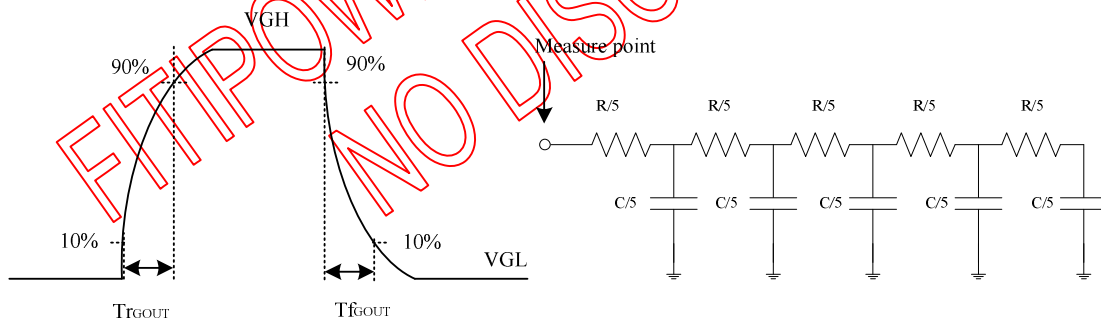 VGH
90%
90%
10%
10%
VGL
TrGOUT
TfGOUT
Measure point
R/5 R/5 R/5 R/5 R/5
C/5 C/5 C/5 C/5 C/5
FITIPOW
NO DISC